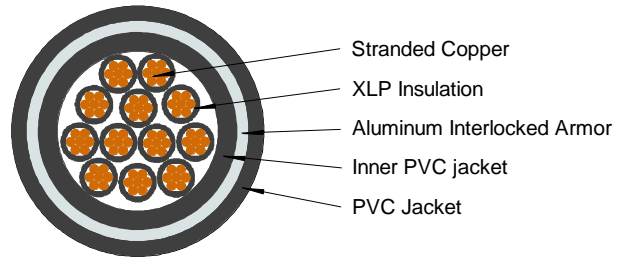 Stranded Copper
XLP Insulation
Aluminum Interlocked Armor
Inner PVC jacket
PVC Jacket